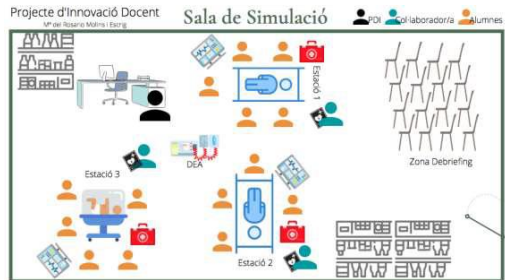 Projecte d'Innovació Docent
Mª del Rosario Molins i Escrig
Sala de Simulació
PDI
Col·laborador/a
Alumnes
Estació 1
Zona Debriefing
DEA
Estació 3
Estació 2